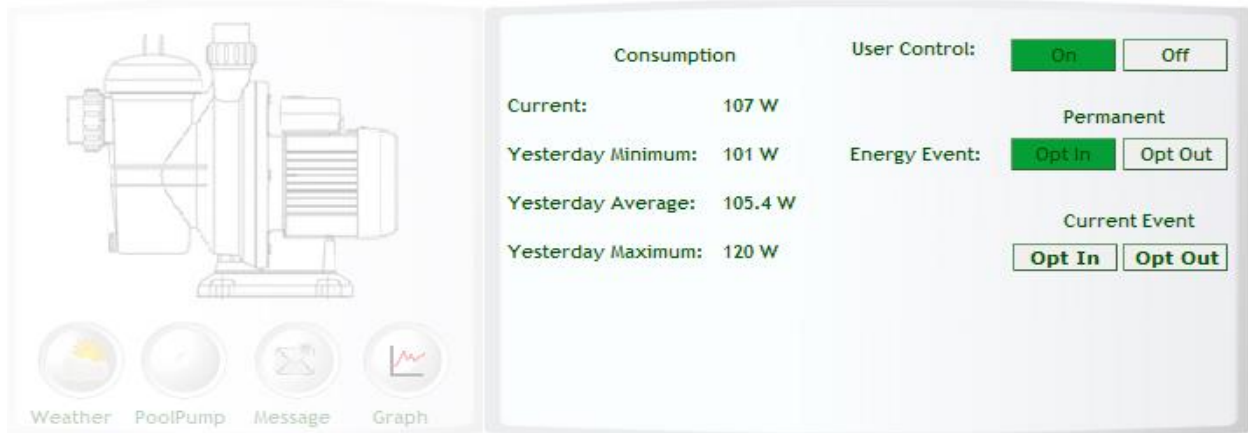 Consumption
Current: 107 W
Yesterday Minimum: 101 W
Yesterday Average: 105.4 W
Yesterday Maximum: 120 W
User Control: On Off
Permanent
Energy Event: Opt In Opt Out
Current Event
Opt In Opt Out
Weather PoolPump Message Graph